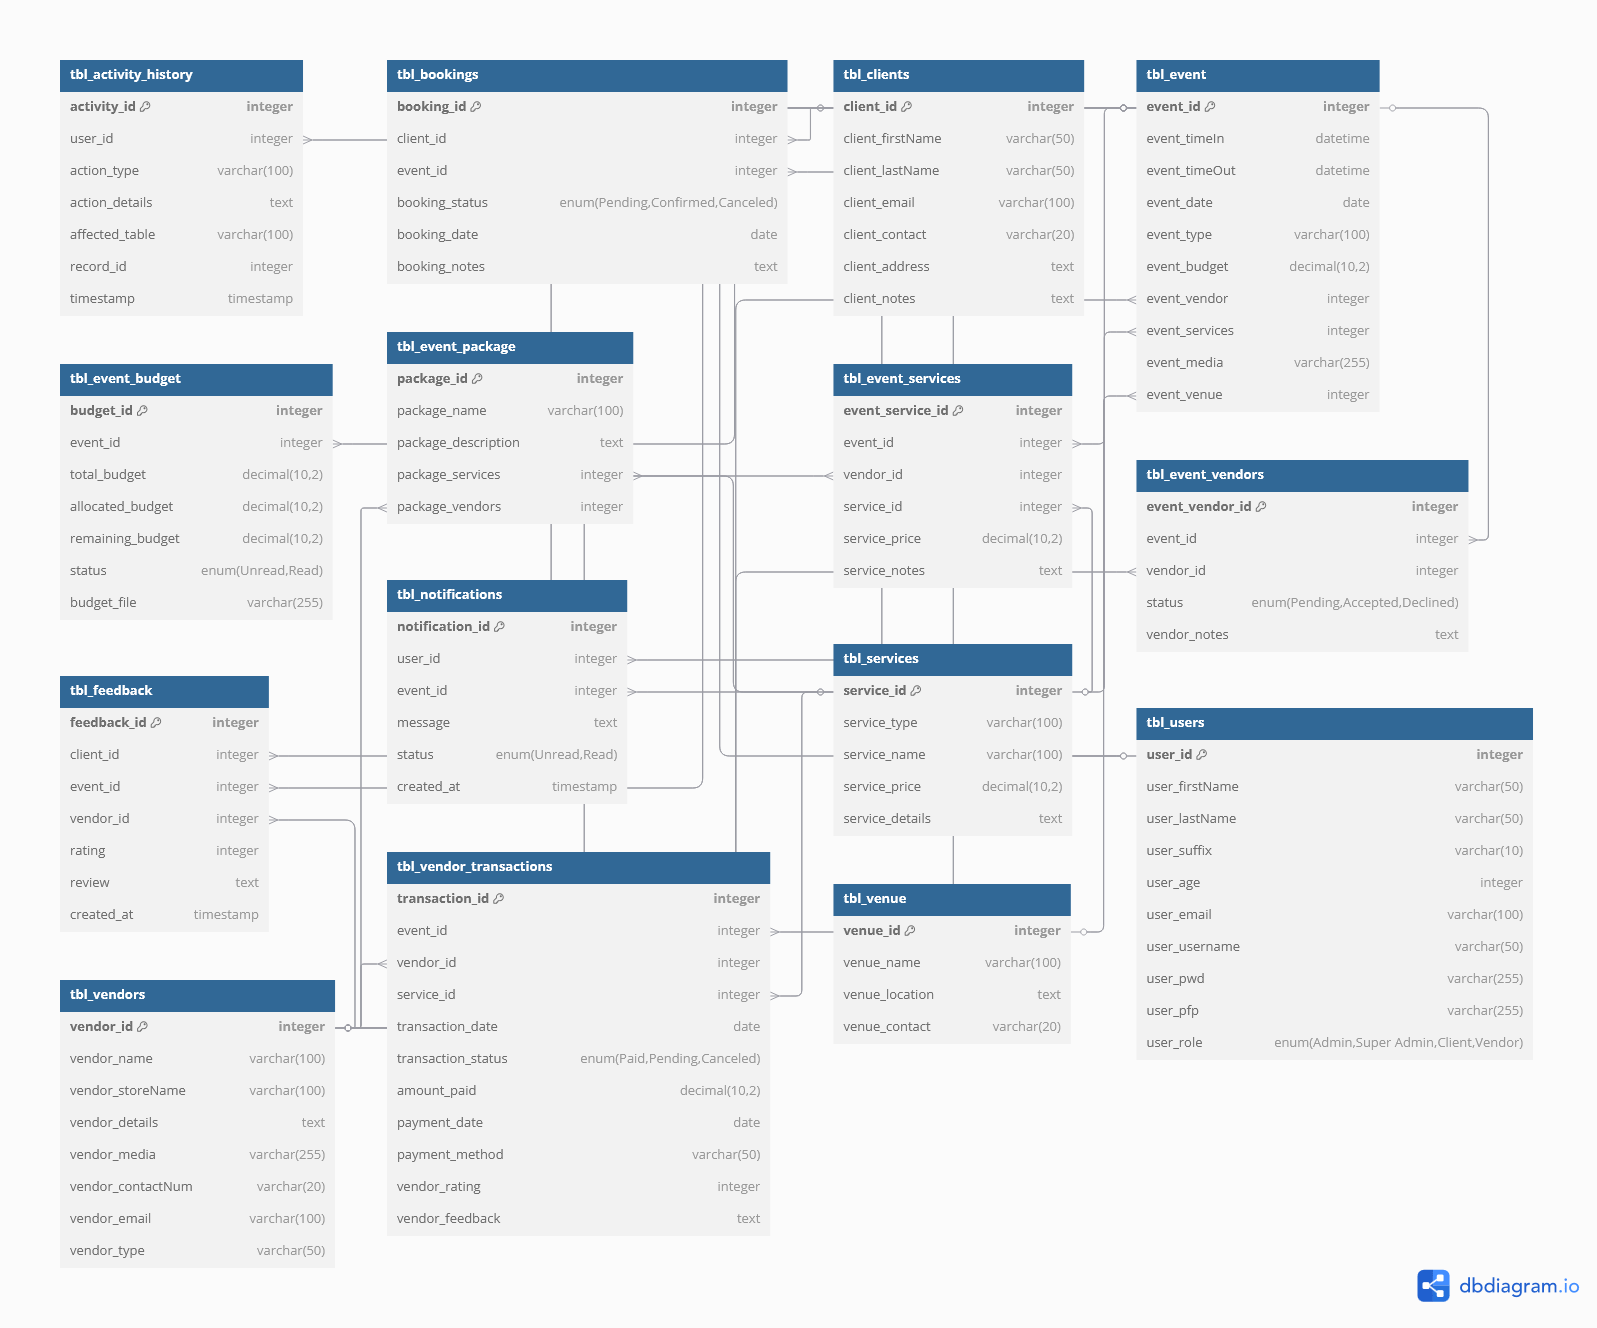 tbl_activity_history
activity_id integer
user_id integer
action_type varchar(100)
action_details text
affected_table varchar(100)
record_id integer
timestamp timestamp
tbl_bookings
booking_id integer
client_id integer
event_id integer
booking_status enum(Pending,Confirmed,Canceled)
booking_date date
booking_notes text
tbl_clients
client_id integer
client_firstName varchar(50)
client_lastName varchar(50)
client_email varchar(100)
client_contact varchar(20)
client_address text
client_notes text
tbl_event
event_id integer
event_timeIn datetime
event_timeOut datetime
event_date date
event_type varchar(100)
event_budget decimal(10,2)
event_vendor integer
event_services integer
event_media varchar(255)
event_venue integer
tbl_event_budget
budget_id integer
event_id integer
total_budget decimal(10,2)
allocated_budget decimal(10,2)
remaining_budget decimal(10,2)
status enum(Unread,Read)
budget_file varchar(255)
tbl_event_package
package_id integer
package_name varchar(100)
package_description text
package_services integer
package_vendors integer
tbl_event_services
event_service_id integer
event_id integer
vendor_id integer
service_id integer
service_price decimal(10,2)
service_notes text
tbl_event_vendors
event_vendor_id integer
event_id integer
vendor_id integer
status enum(Pending,Accepted,Declined)
vendor_notes text
tbl_feedback
feedback_id integer
client_id integer
event_id integer
vendor_id integer
rating integer
review text
created_at timestamp
tbl_notifications
notification_id integer
user_id integer
event_id integer
message text
status enum(Unread,Read)
created_at timestamp
tbl_services
service_id integer
service_type varchar(100)
service_name varchar(100)
service_price decimal(10,2)
service_details text
tbl_users
user_id integer
user_firstName varchar(50)
user_lastName varchar(50)
user_suffix varchar(10)
user_age integer
user_email varchar(100)
user_username varchar(50)
user_pwd varchar(255)
user_pfp varchar(255)
user_role enum(Admin,Super Admin,Client,Vendor)
tbl_vendors
vendor_id integer
vendor_name varchar(100)
vendor_storeName varchar(100)
vendor_details text
vendor_media varchar(255)
vendor_contactNum varchar(20)
vendor_email varchar(100)
vendor_type varchar(50)
tbl_vendor_transactions
transaction_id integer
event_id integer
vendor_id integer
service_id integer
transaction_date date
transaction_status enum(Paid,Pending,Canceled)
amount_paid decimal(10,2)
payment_date date
payment_method varchar(50)
vendor_rating integer
vendor_feedback text
tbl_venue
venue_id integer
venue_name varchar(100)
venue_location text
venue_contact varchar(20)
dbdiagram.io